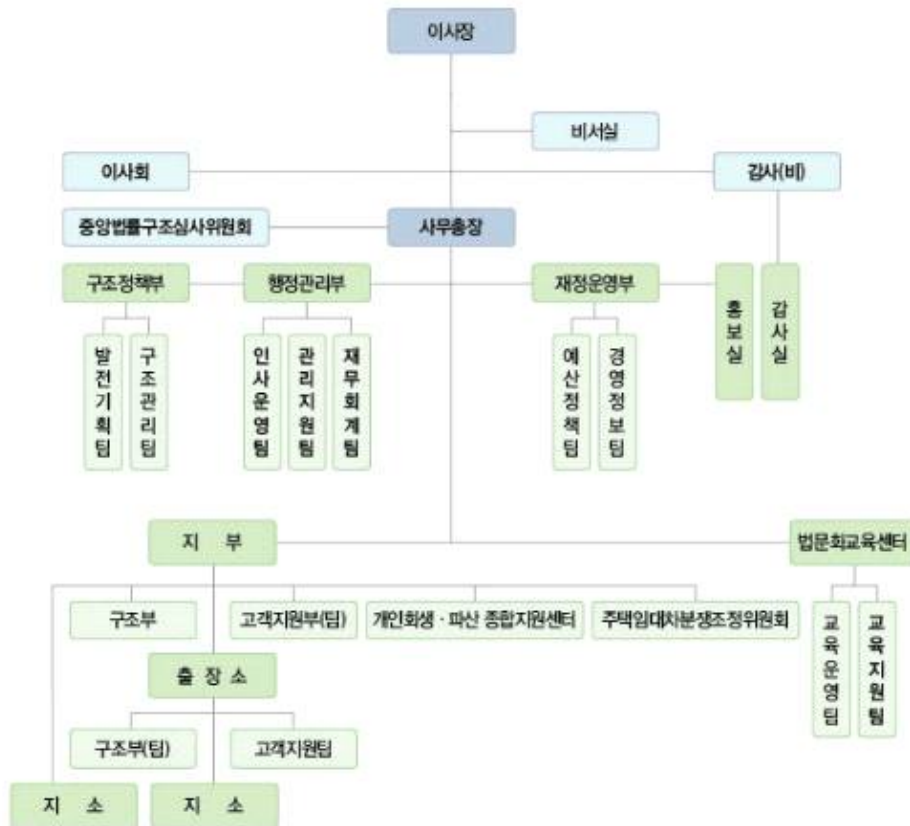 이사장
비서실
이사회
감사(비)
중앙법률구조심사위원회
사무총장
구조정책부
행정관리부
재정운영부
홍보실
감사실
발전기획팀
구조관리팀
인사운영팀
관리지원팀
재무회계팀
예산정책팀
경영정보팀
지 부
법문화교육센터
구조부
고객지원부(팀)
개인회생 · 파산 종합지원센터
주택임대차분쟁조정위원회
교육운영팀
교육지원팀
출 장 소
구조부(팀)
고객지원팀
지 소
지 소